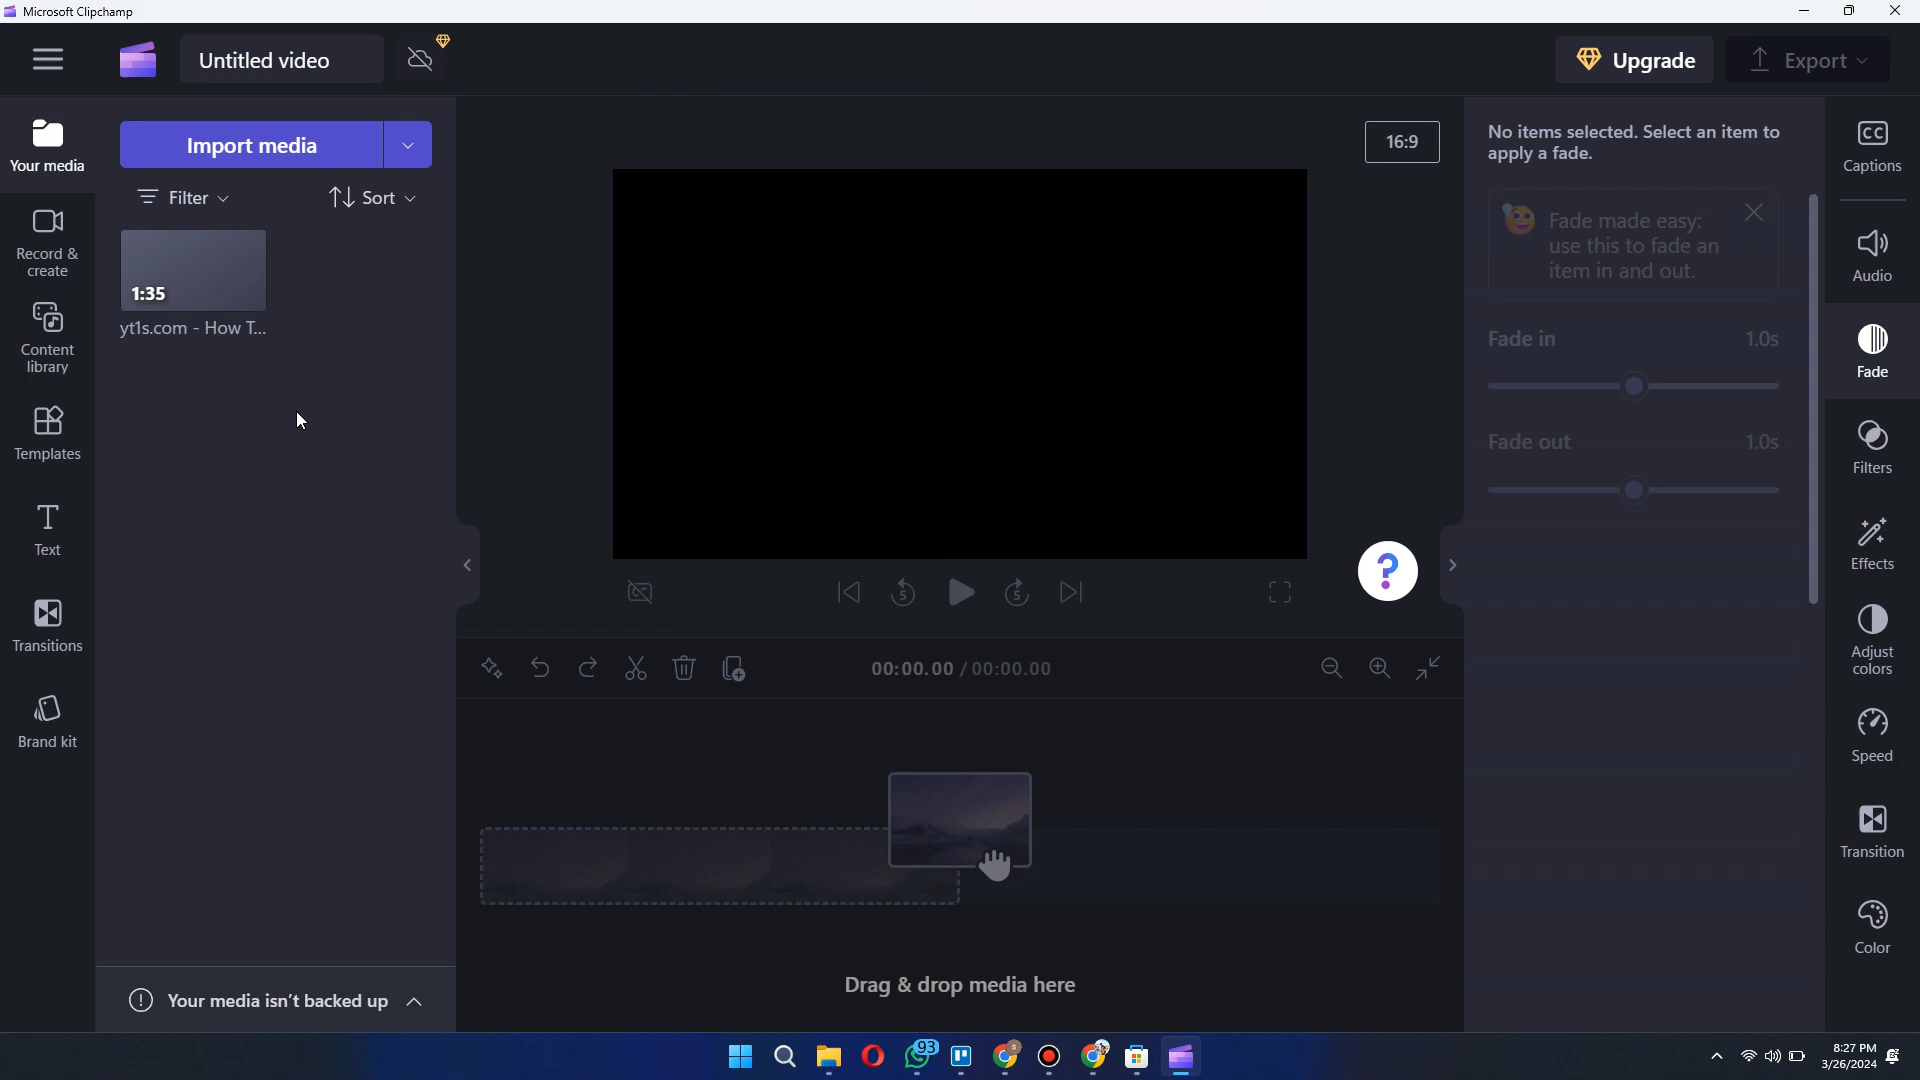 Microsoft Clipchamp
Untitled video
Upgrade
Export
Your media
Record &
create
Content
library
Templates
Text
Transitions
Brand kit
Import media
Filter
Sort
1:35
yt1s.com - How T...
Your media isn't backed up
16:9
5
5
00:00.00 / 00:00.00
Drag & drop media here
No items selected. Select an item to
apply a fade.
Fade made easy:
use this to fade an
item in and out.
Fade in 1.0s
Fade out 1.0s
CC
Captions
Audio
Fade
Filters
Effects
Adjust
colors
Speed
Transition
Color
93
8:27 PM
3/26/2024